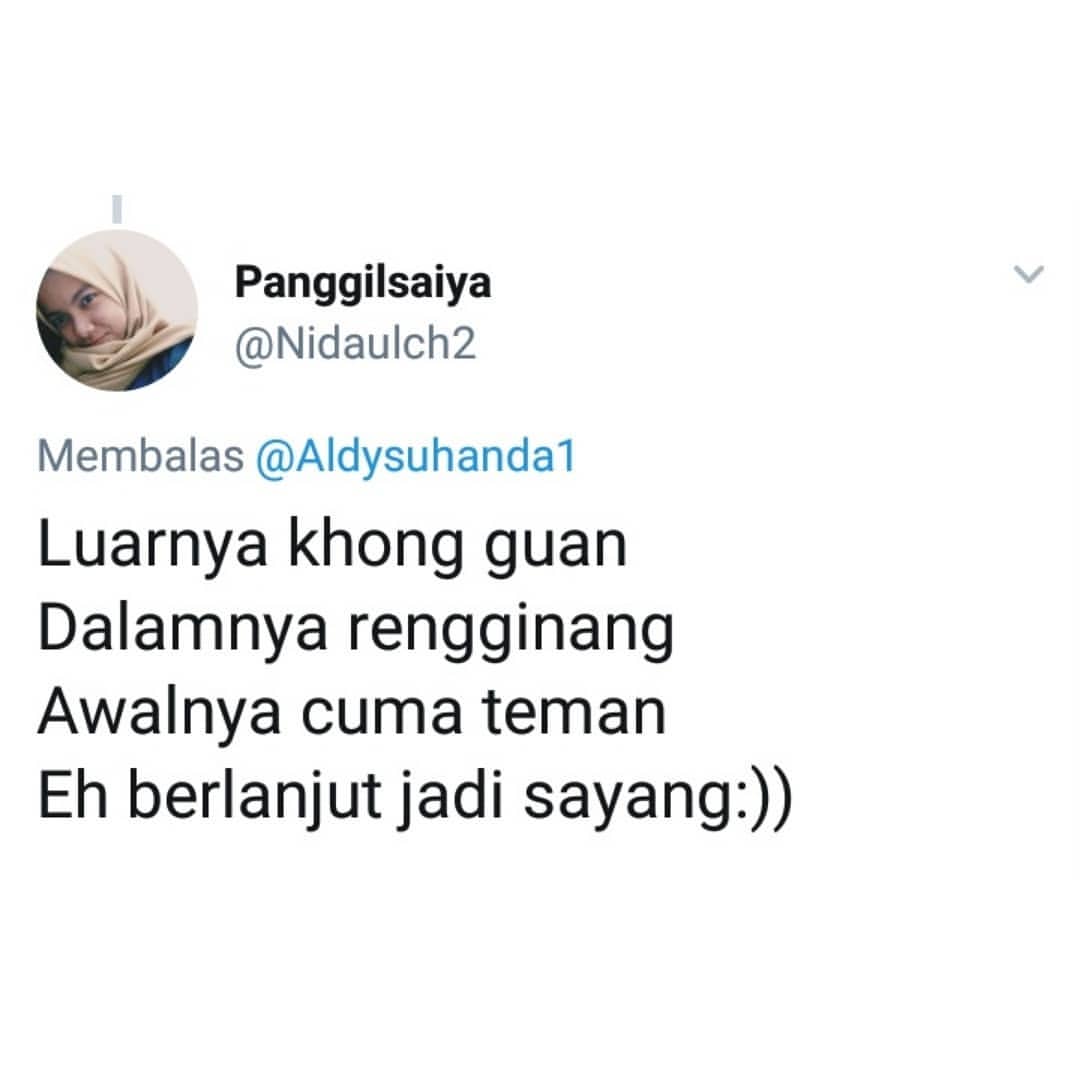 Panggilsaiya
@Nidaulch2
Membalas @Aldysuhanda1
Luarnya khong guan
Dalamnya rengginang
Awalnya cuma teman
Eh berlanjut jadi sayang:))